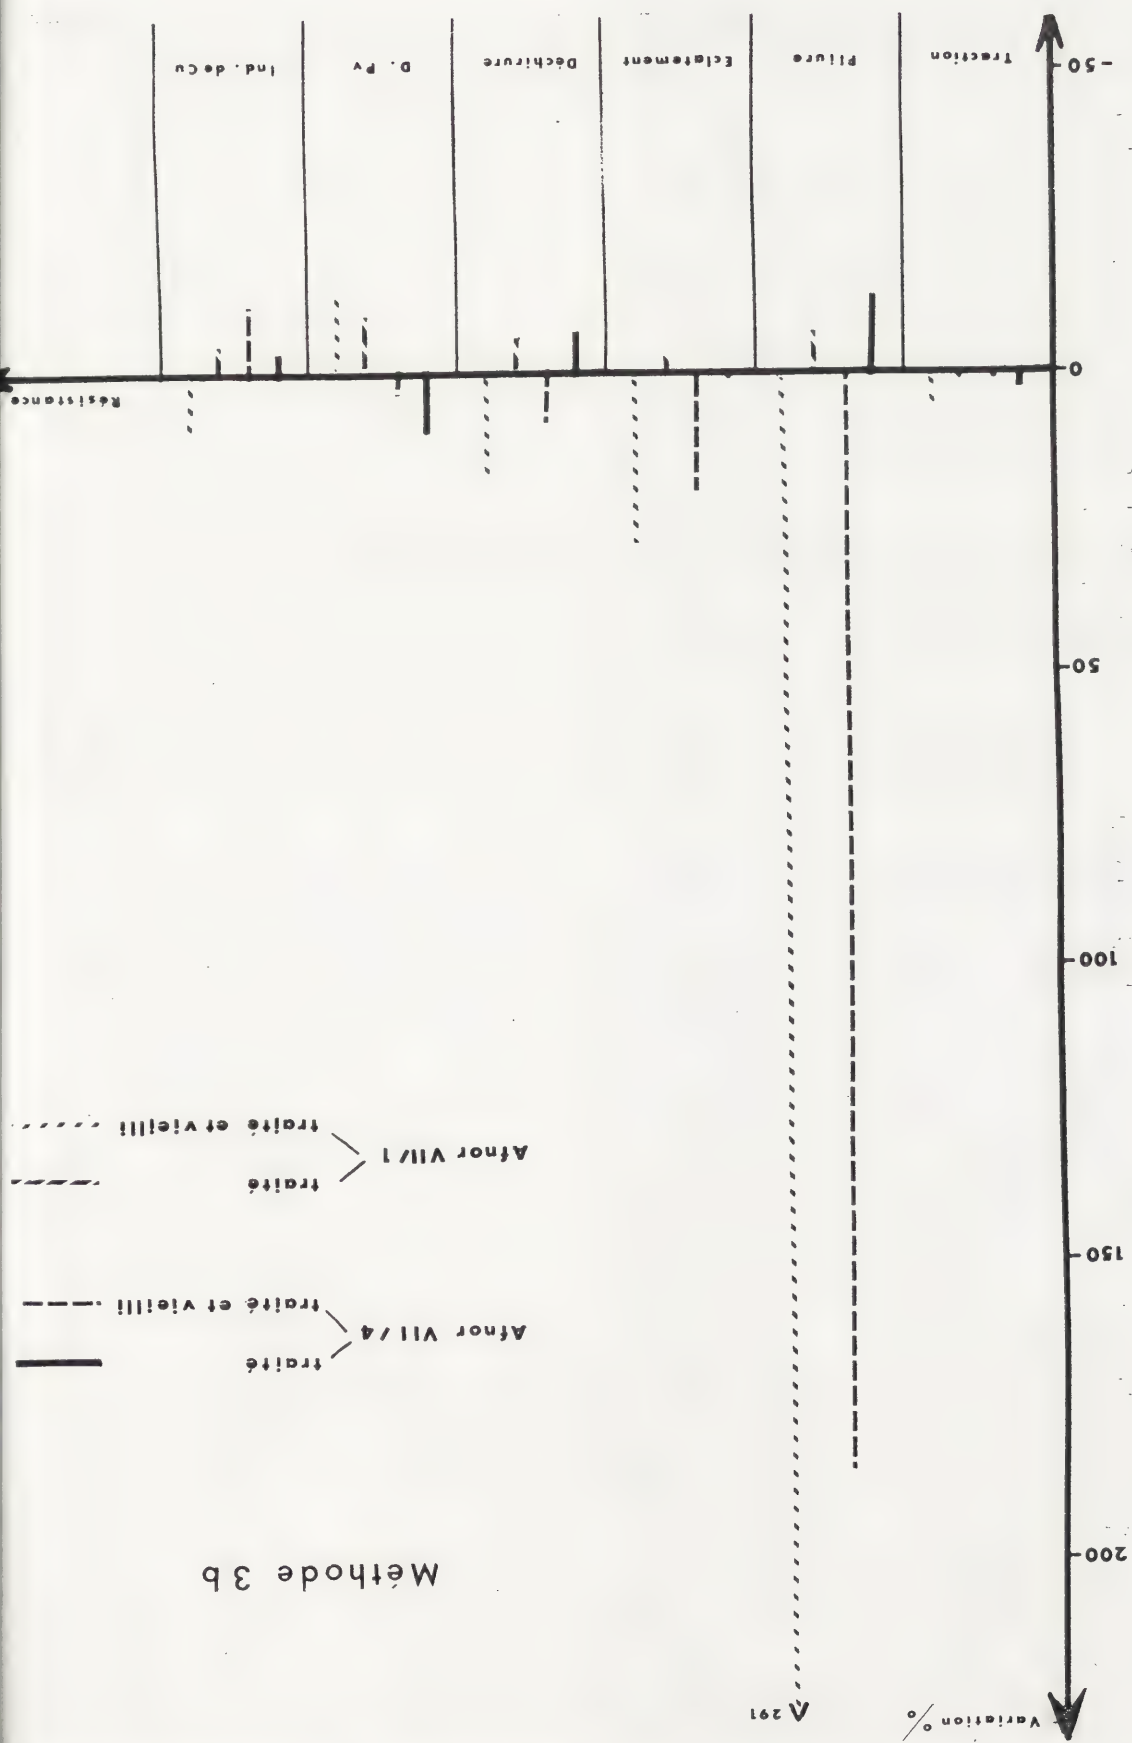 Variation %
291
Méthode 3b
200
150
100
50
0
-50
Afnor VII/4
traité
traité et vieilli
Afnor VII/1
traité
traité et vieilli
Résistance
Traction
Pliure
Eclatement
Déchirure
D. Pv
Ind. de Cu